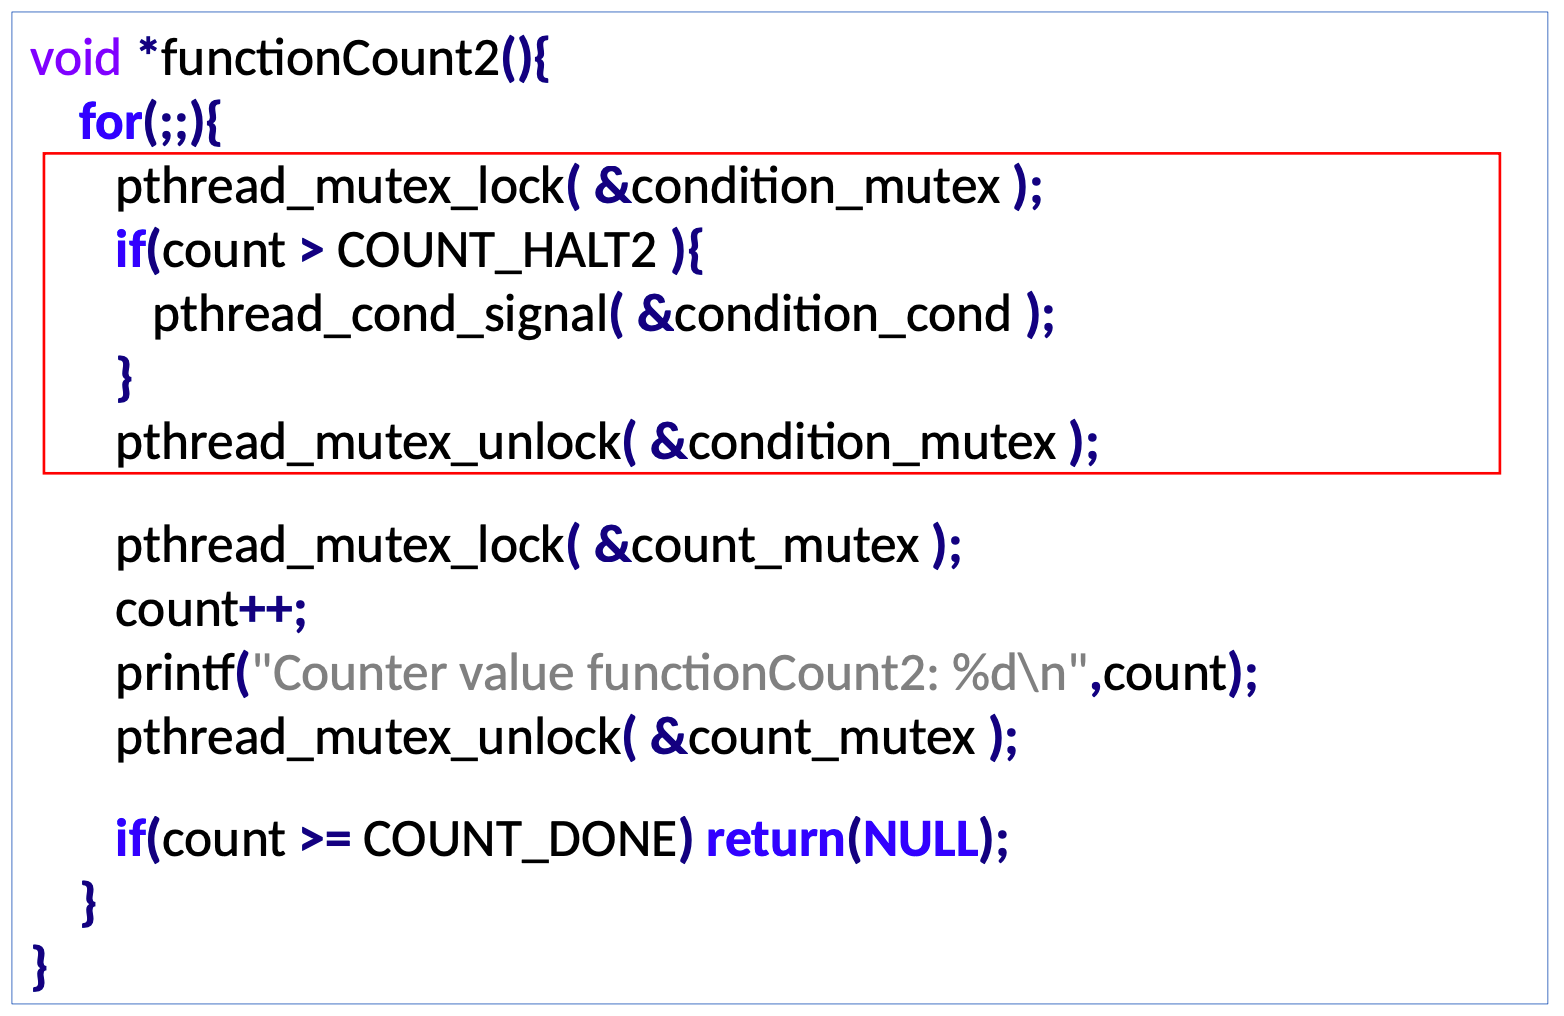 void *functionCount2(){
for(;;){
pthread_mutex_lock( &condition_mutex );
if(count > COUNT_HALT2 ){
pthread_cond_signal( &condition_cond );
}
pthread_mutex_unlock( &condition_mutex );
pthread_mutex_lock( &count_mutex );
count++;
printf("Counter value functionCount2: %d\n",count);
pthread_mutex_unlock( &count_mutex );
if(count >= COUNT_DONE) return(NULL);
}
}